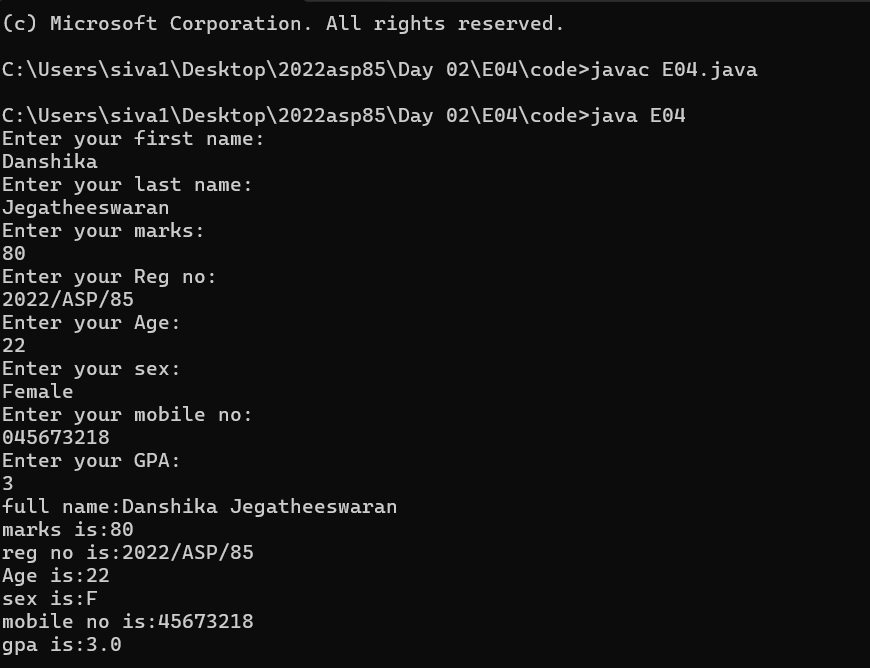 (c) Microsoft Corporation. All rights reserved.
C:\Users\siva1\Desktop\2022asp85\Day 02\E04\code>javac E04.java
C:\Users\siva1\Desktop\2022asp85\Day 02\E04\code>java E04
Enter your first name:
Danshika
Enter your last name:
Jegatheeswaran
Enter your marks:
80
Enter your Reg no:
2022/ASP/85
Enter your Age:
22
Enter your sex:
Female
Enter your mobile no:
045673218
Enter your GPA:
3
full name:Danshika Jegatheeswaran
marks is:80
reg no is:2022/ASP/85
Age is:22
sex is:F
mobile no is:45673218
gpa is:3.0